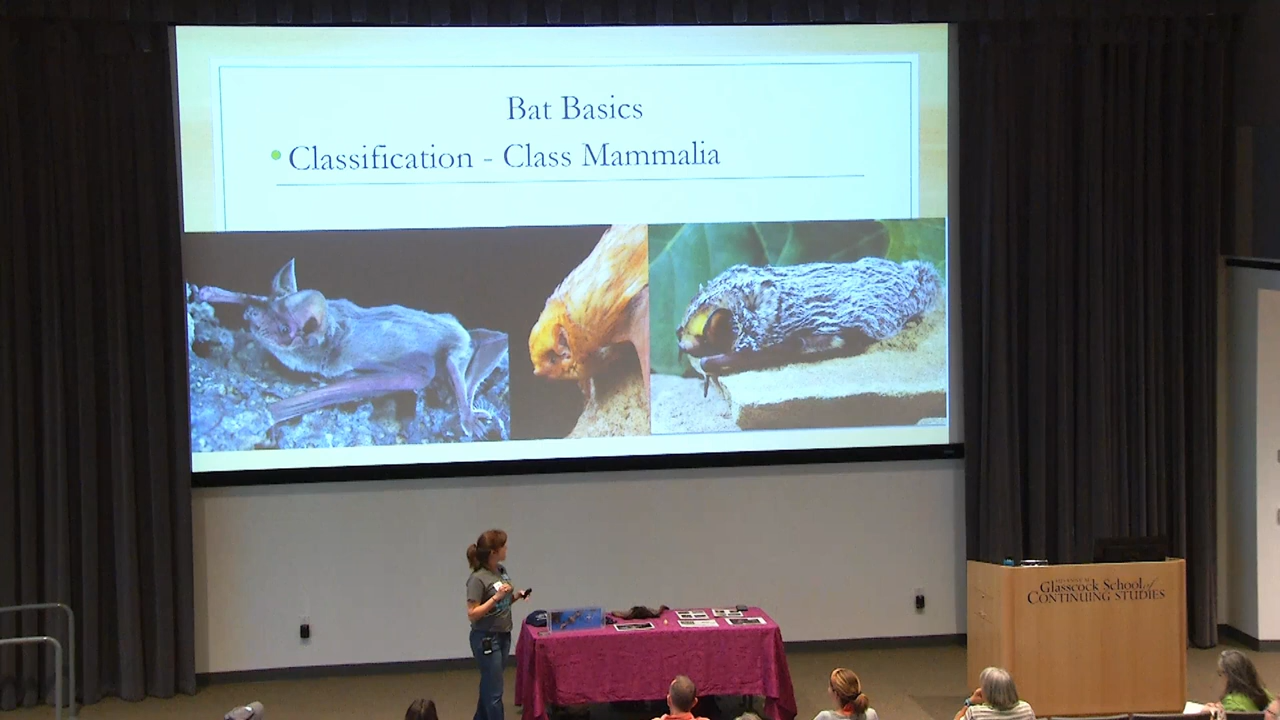 Bat Basics
Classification - Class Mammalia
Glasscock School of
CONTINUING STUDIES